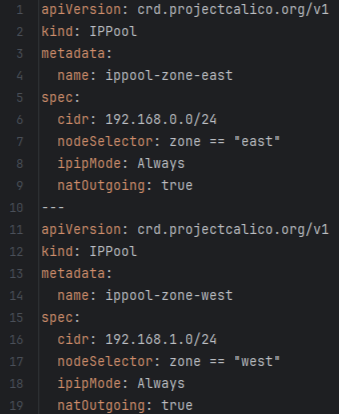 1 apiVersion: crd.projectcalico.org/v1
2 kind: IPPool
3 metadata:
4   name: ippool-zone-east
5 spec:
6   cidr: 192.168.0.0/24
7   nodeSelector: zone == "east"
8   ipipMode: Always
9   natOutgoing: true
10 ---
11 apiVersion: crd.projectcalico.org/v1
12 kind: IPPool
13 metadata:
14   name: ippool-zone-west
15 spec:
16   cidr: 192.168.1.0/24
17   nodeSelector: zone == "west"
18   ipipMode: Always
19   natOutgoing: true